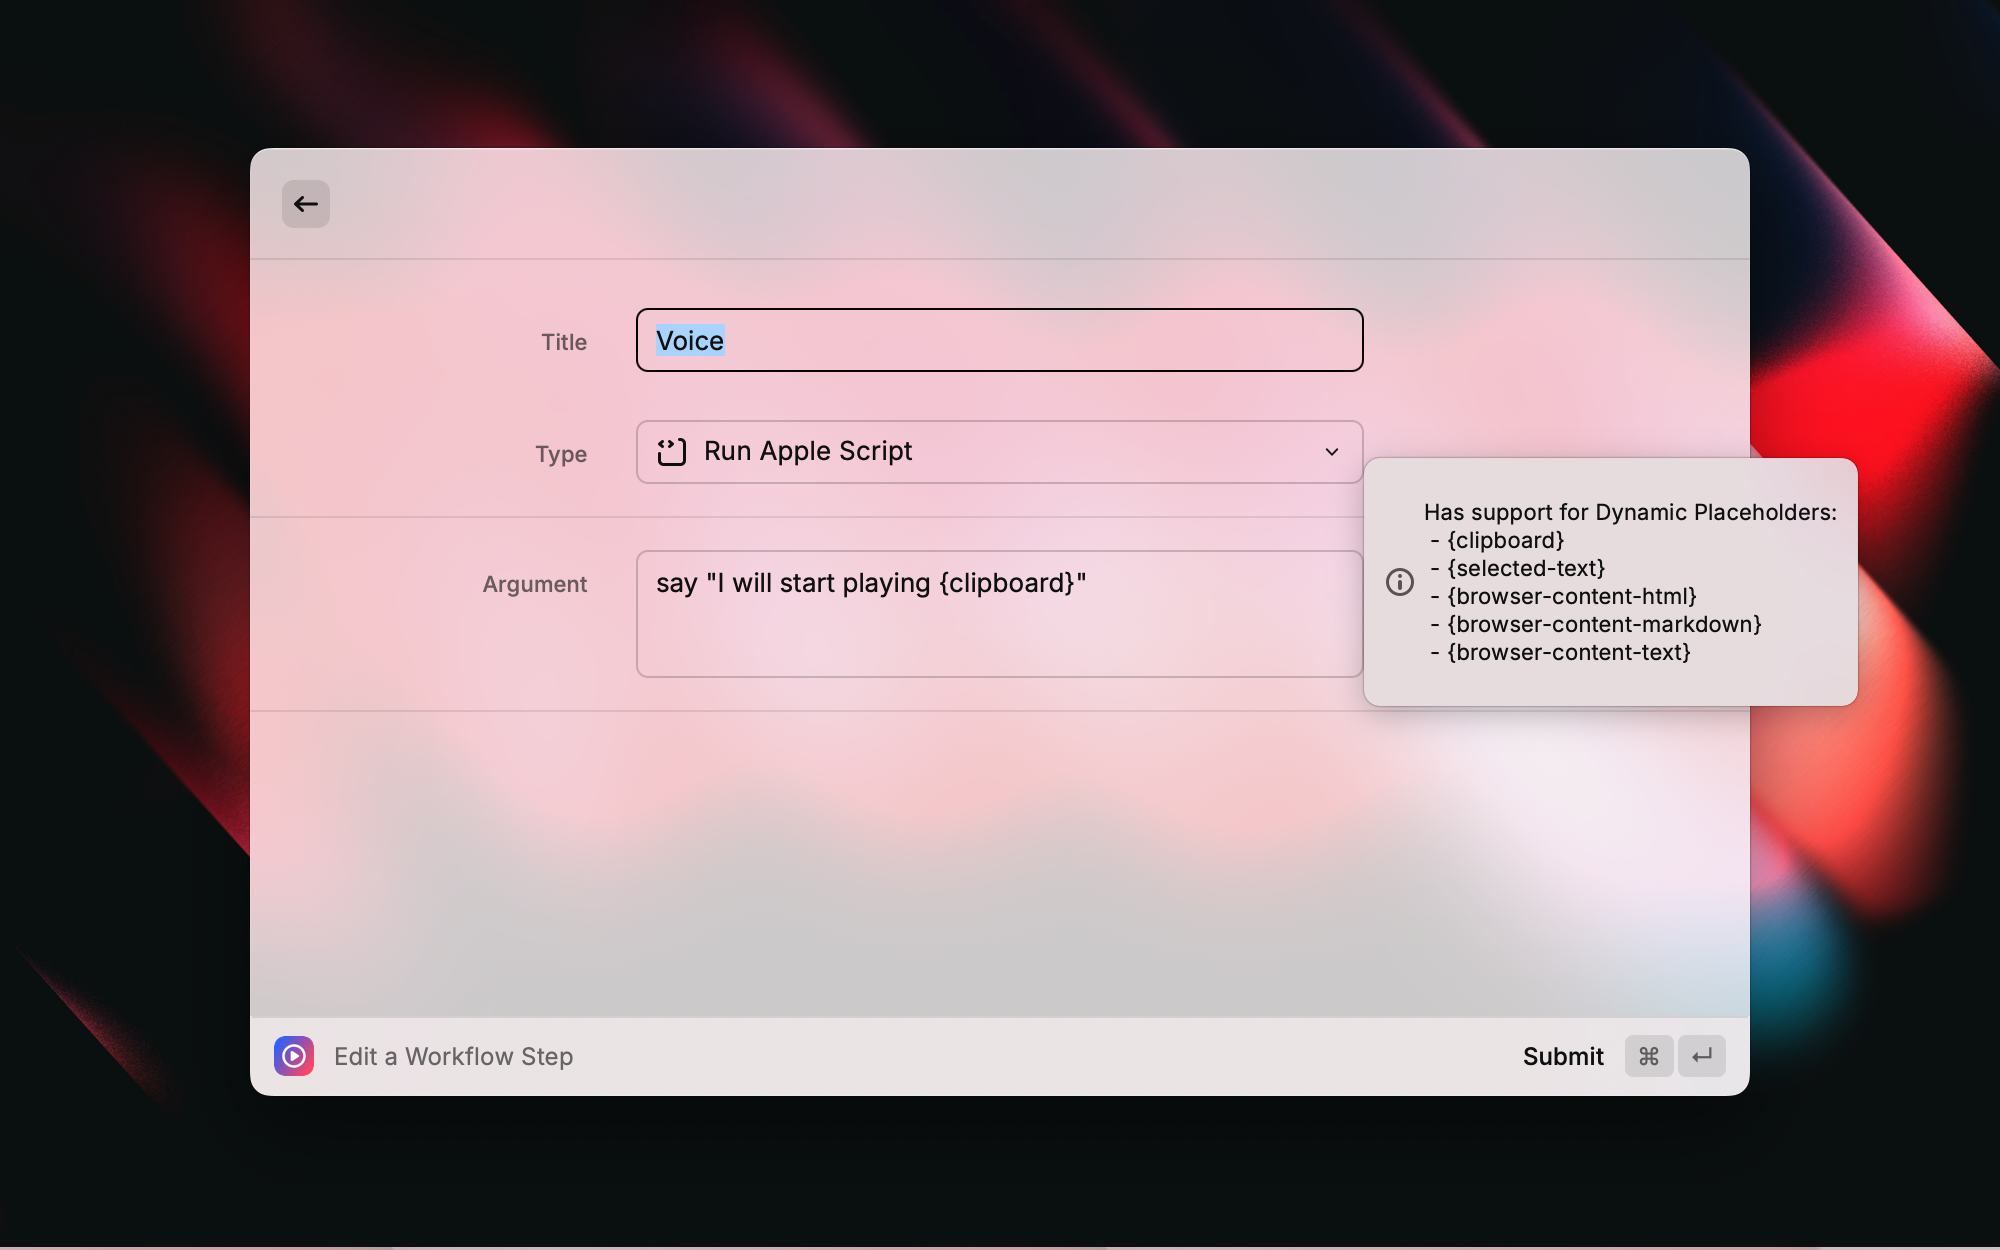 Title
Voice
Type
Run Apple Script
Argument
say "I will start playing {clipboard}"
Has support for Dynamic Placeholders:
- {clipboard}
- {selected-text}
- {browser-content-html}
- {browser-content-markdown}
- {browser-content-text}
Edit a Workflow Step
Submit ⌘ ↵